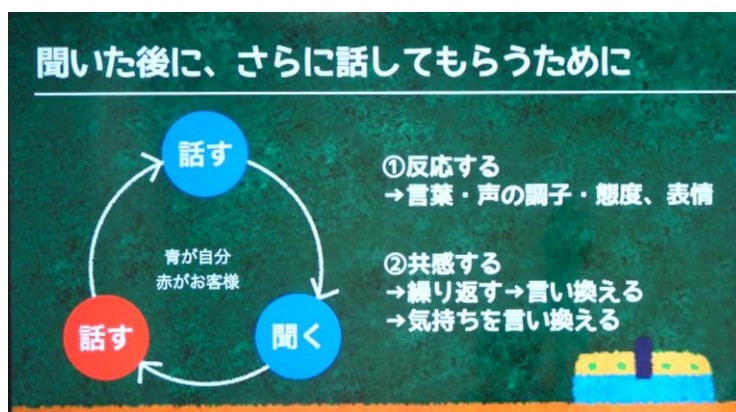 聞いた後に、さらに話してもらうために
話す
青が自分
赤がお客様
話す
聞く
①反応する
→言葉・声の調子・態度、表情
②共感する
→繰り返す→言い換える
→気持ちを言い換える